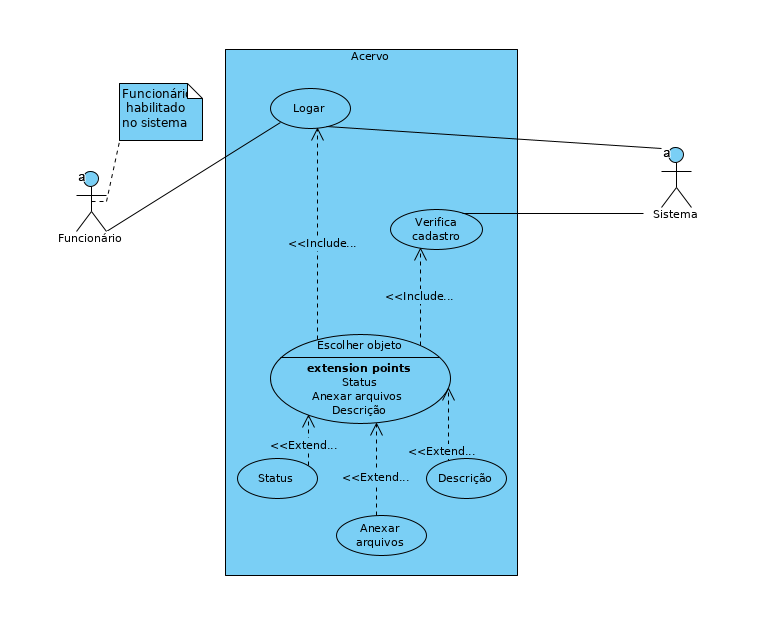 Acervo
Funcionári
habilitado
no sistema
Logar
a
a
Funcionário
Sistema
Verifica
cadastro
<<Include...
<<Include...
Escolher objeto
extension points
Status
Anexar arquivos
Descrição
<<Extend...
<<Extend...
<<Extend...
Status
Descrição
Anexar
arquivos